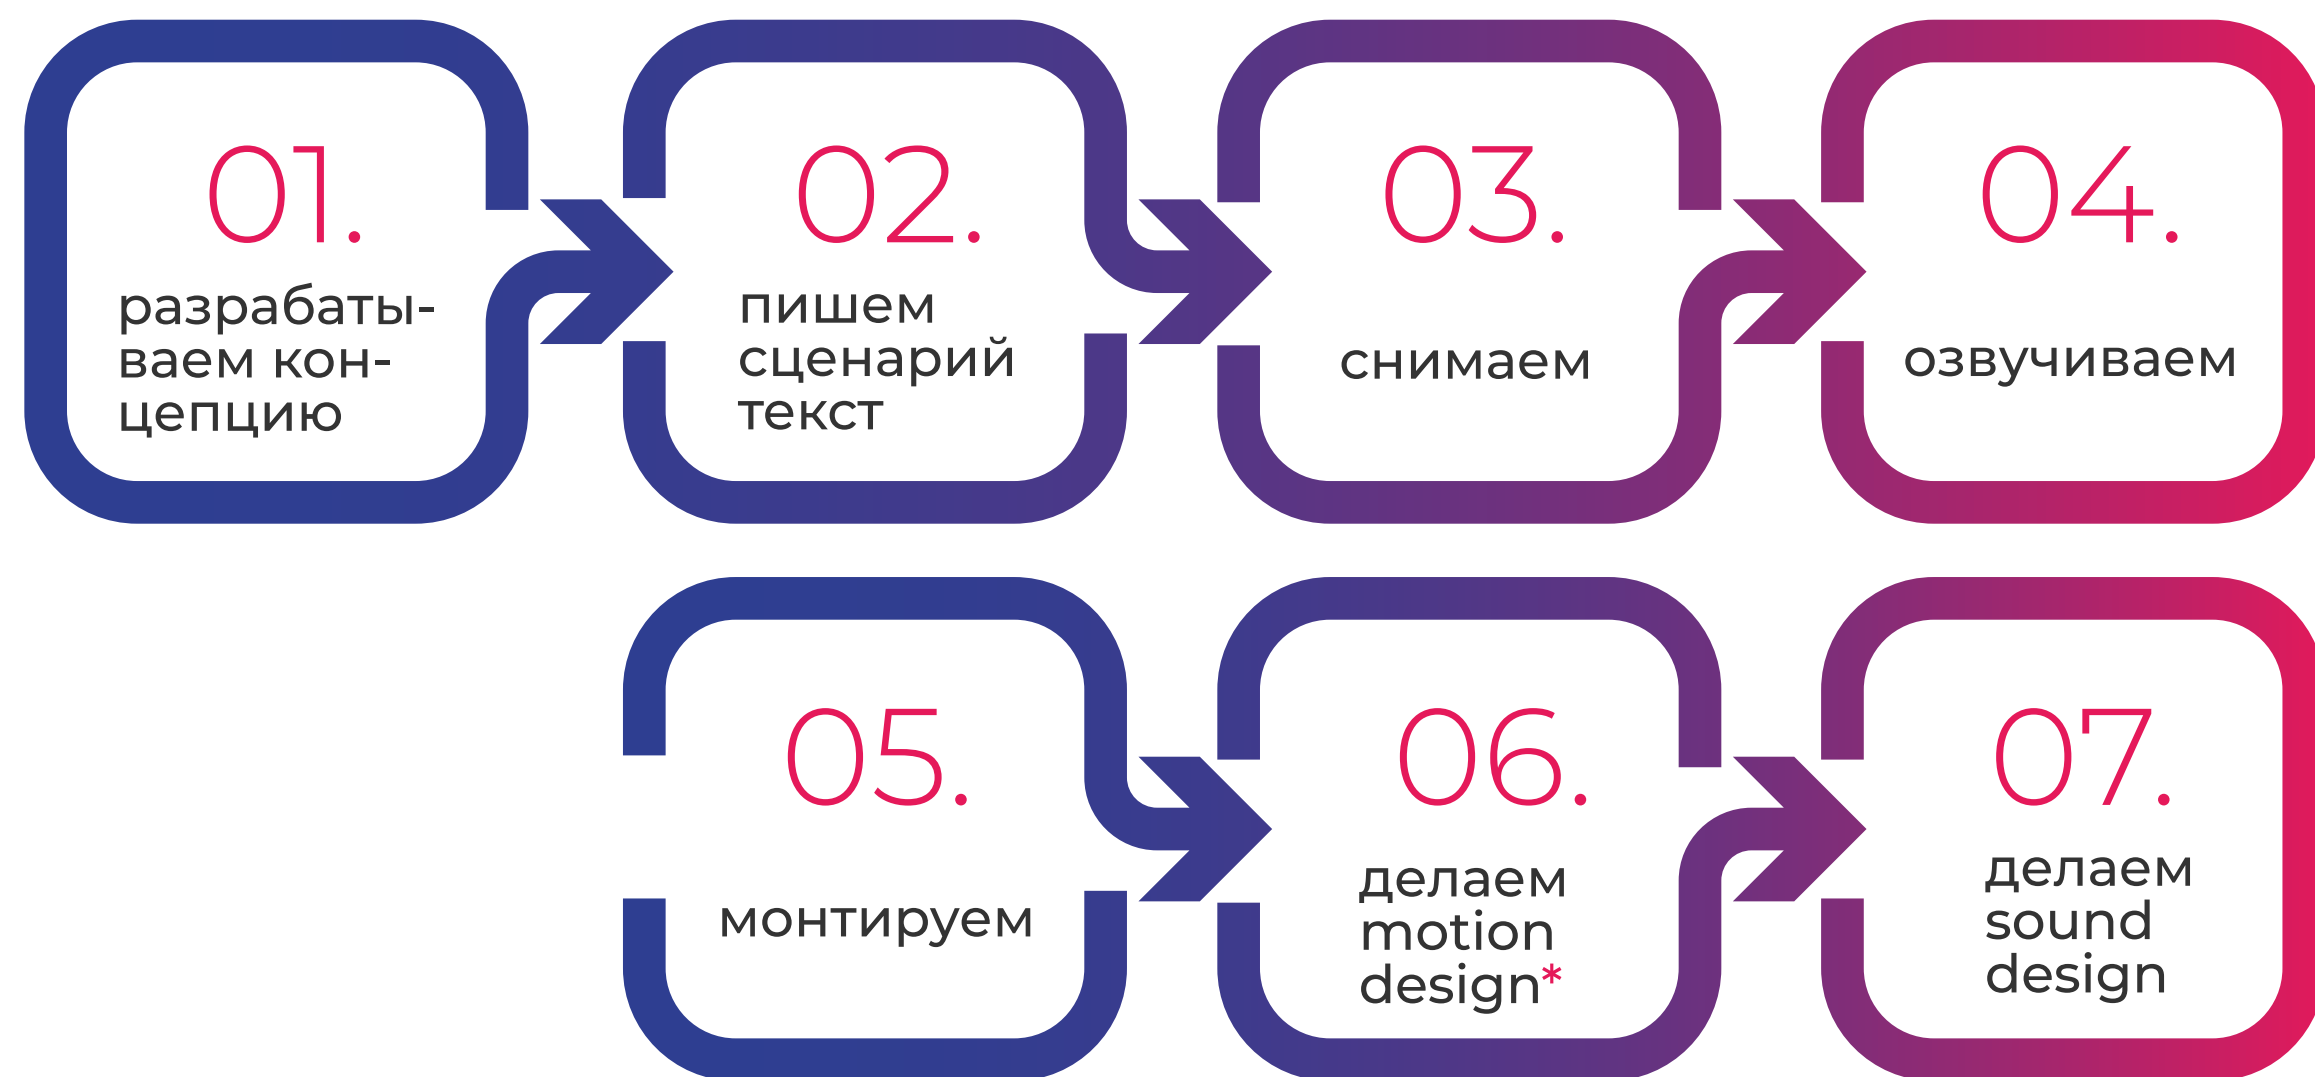 01.
разрабаты-
ваем кон-
цепцию
02.
пишем
сценарий
текст
03.
снимаем
04.
озвучиваем
05.
монтируем
06.
делаем
motion
design*
07.
делаем
sound
design